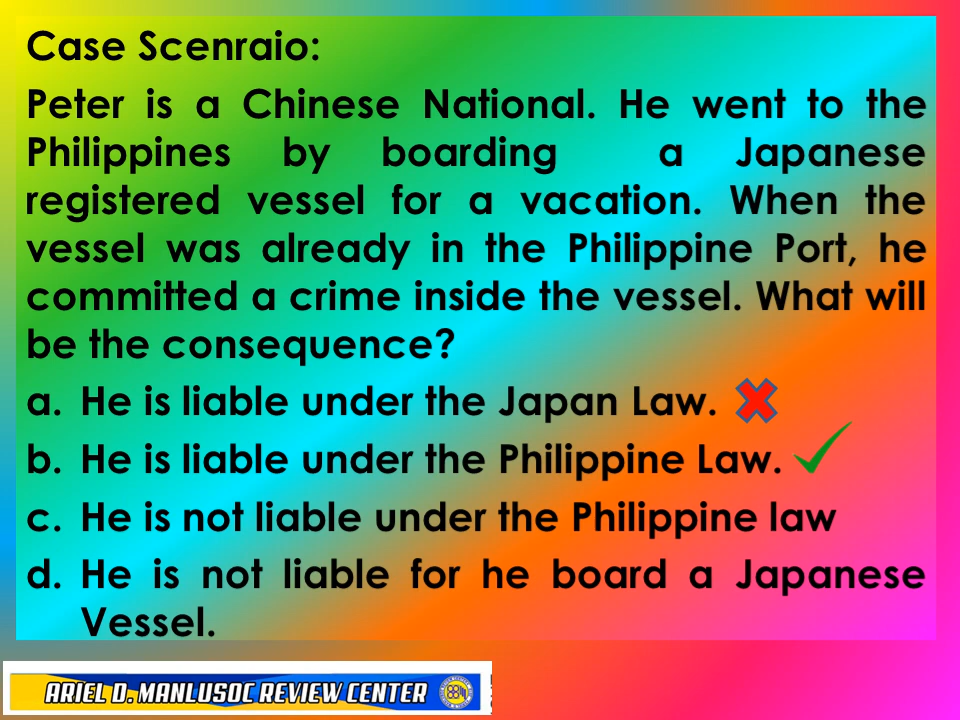 Case Scenraio:
Peter is a Chinese National. He went to the
Philippines by boarding a Japanese
registered vessel for a vacation. When the
vessel was already in the Philippine Port, he
committed a crime inside the vessel. What will
be the consequence?
a. He is liable under the Japan Law.
b. He is liable under the Philippine Law.
c. He is not liable under the Philippine law
d. He is not liable for he board a Japanese
Vessel.
ARIEL D. MANLUSOC REVIEW CENTER